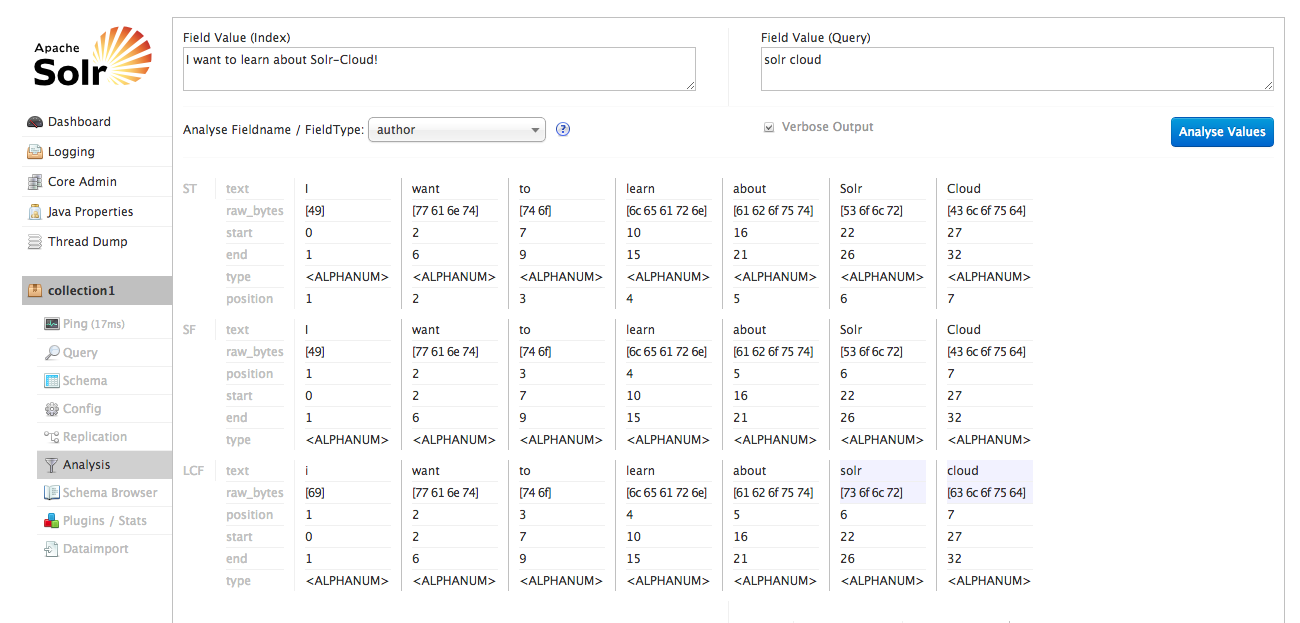 Apache
Solr
Dashboard
Logging
Core Admin
Java Properties
Thread Dump
collection1
Ping (17ms)
Query
Schema
Config
Replication
Analysis
Schema Browser
Plugins / Stats
Dataimport
Field Value (Index)
I want to learn about Solr-Cloud!
Field Value (Query)
solr cloud
Analyse Fieldname / FieldType: author ?
Verbose Output
Analyse Values
ST text I want to learn about Solr Cloud
raw_bytes [49] [77 61 6e 74] [74 6f] [6c 65 61 72 6e] [61 62 6f 75 74] [53 6f 6c 72] [43 6c 6f 75 64]
start 0 2 7 10 16 22 27
end 1 6 9 15 21 26 32
type <ALPHANUM> <ALPHANUM> <ALPHANUM> <ALPHANUM> <ALPHANUM> <ALPHANUM> <ALPHANUM>
position 1 2 3 4 5 6 7
SF text I want to learn about Solr Cloud
raw_bytes [49] [77 61 6e 74] [74 6f] [6c 65 61 72 6e] [61 62 6f 75 74] [53 6f 6c 72] [43 6c 6f 75 64]
position 1 2 3 4 5 6 7
start 0 2 7 10 16 22 27
end 1 6 9 15 21 26 32
type <ALPHANUM> <ALPHANUM> <ALPHANUM> <ALPHANUM> <ALPHANUM> <ALPHANUM> <ALPHANUM>
LCF text i want to learn about solr cloud
raw_bytes [69] [77 61 6e 74] [74 6f] [6c 65 61 72 6e] [61 62 6f 75 74] [73 6f 6c 72] [63 6c 6f 75 64]
position 1 2 3 4 5 6 7
start 0 2 7 10 16 22 27
end 1 6 9 15 21 26 32
type <ALPHANUM> <ALPHANUM> <ALPHANUM> <ALPHANUM> <ALPHANUM> <ALPHANUM> <ALPHANUM>